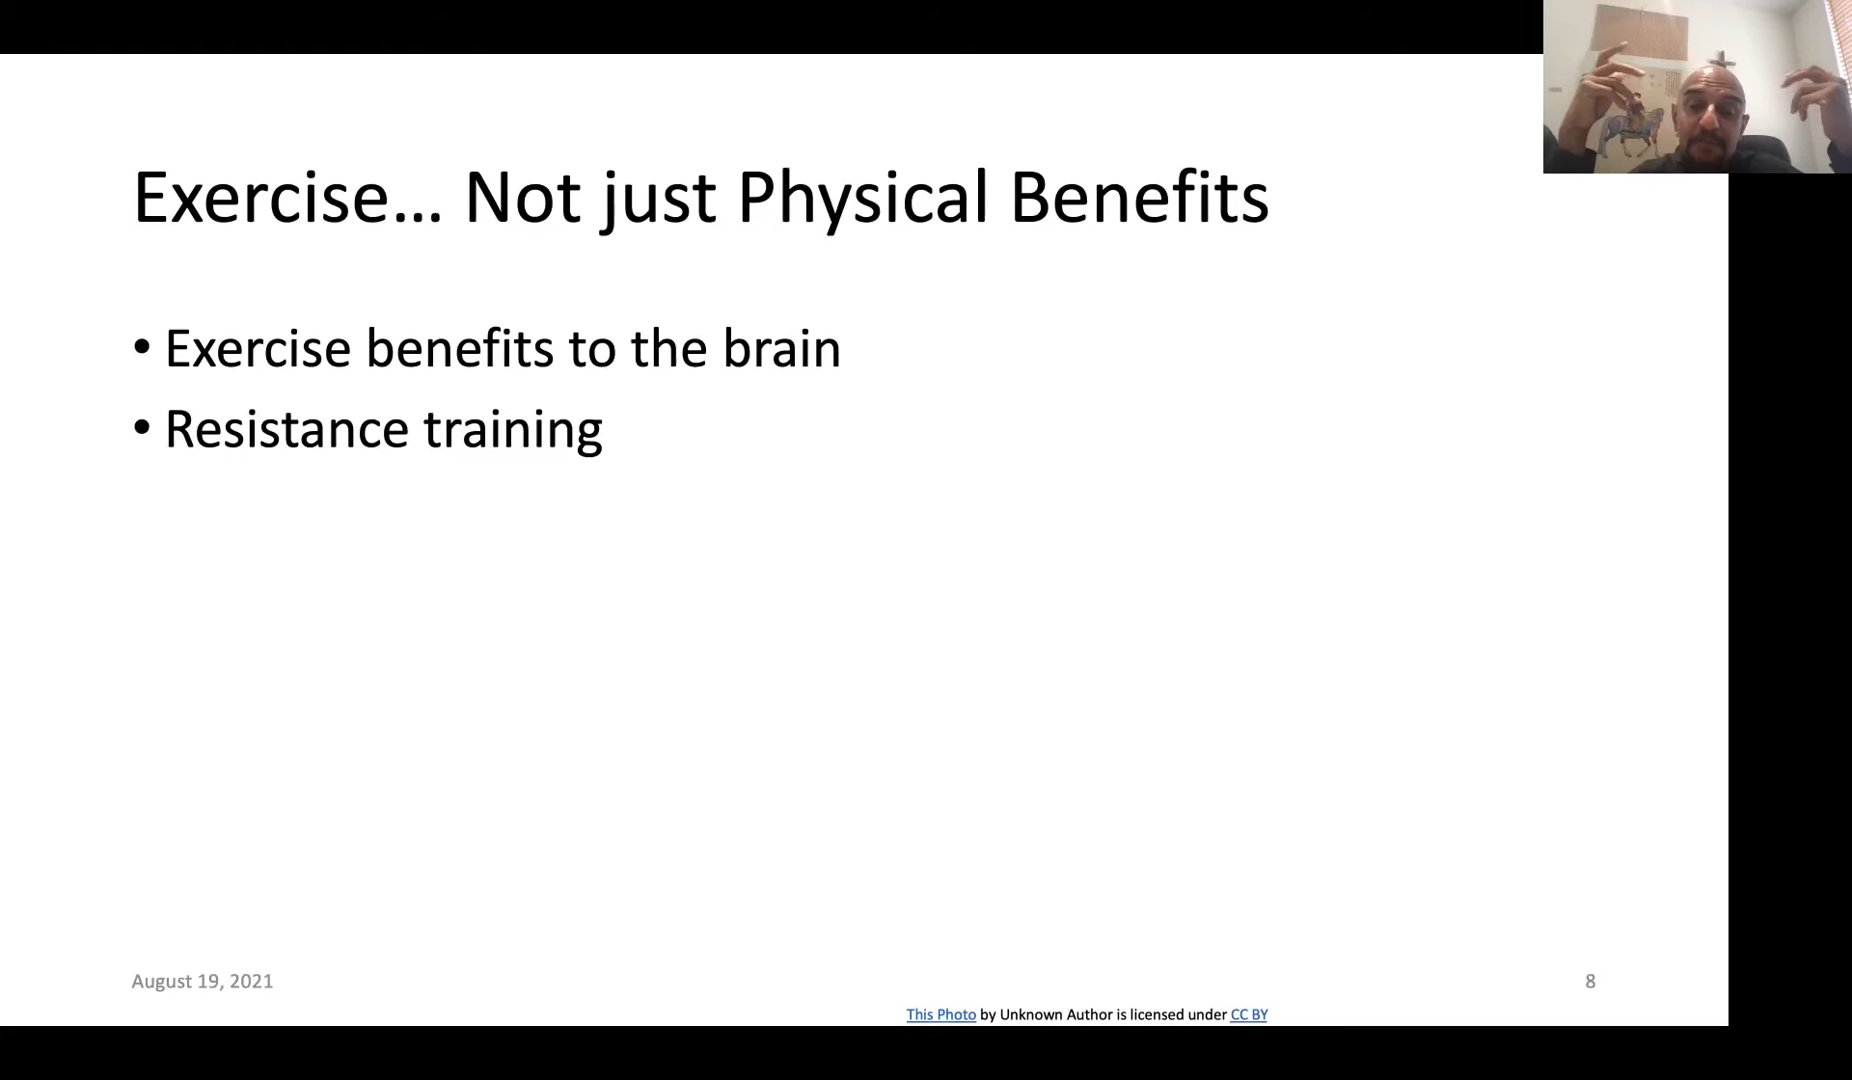 Exercise... Not just Physical Benefits
• Exercise benefits to the brain
• Resistance training
August 19, 2021
8
This Photo by Unknown Author is licensed under CC BY